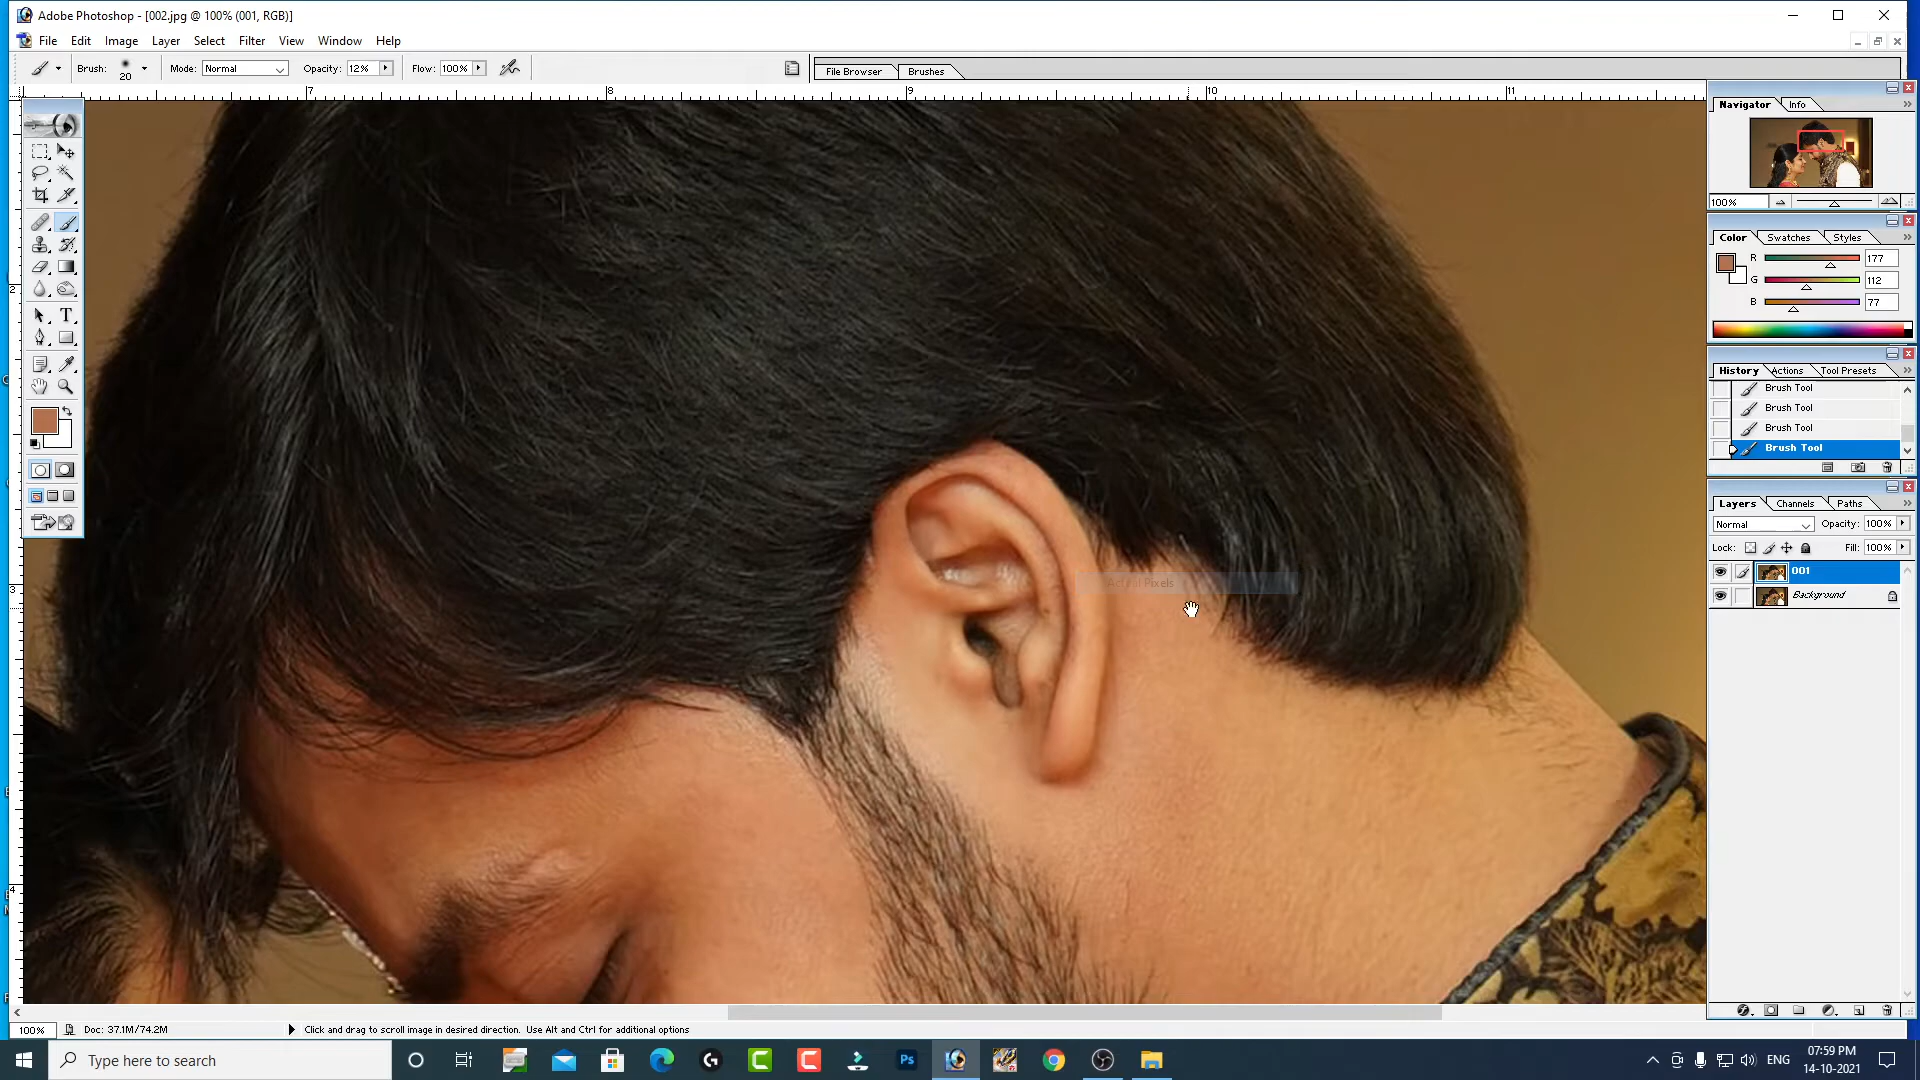 Adobe Photoshop - [002.jpg @ 100% (001, RGB)]
File Edit Image Layer Select Filter View Window Help
Brush: 20 Mode: Normal Opacity: 12% Flow: 100% File Browser Brushes
7 8 9 10 11
Navigator Info
100%
Color Swatches Styles
R 177
G 112
B 77
2
History Actions Tool Presets
Brush Tool
Brush Tool
Brush Tool
Brush Tool
Layers Channels Paths
Normal Opacity: 100%
Lock: Fill: 100%
001
Background
Actual Pixels
3
4
100% Doc: 37.1M/74.2M Click and drag to scroll image in desired direction. Use Alt and Ctrl for additional options
Type here to search
Ps
ENG
07:59 PM
14-10-2021